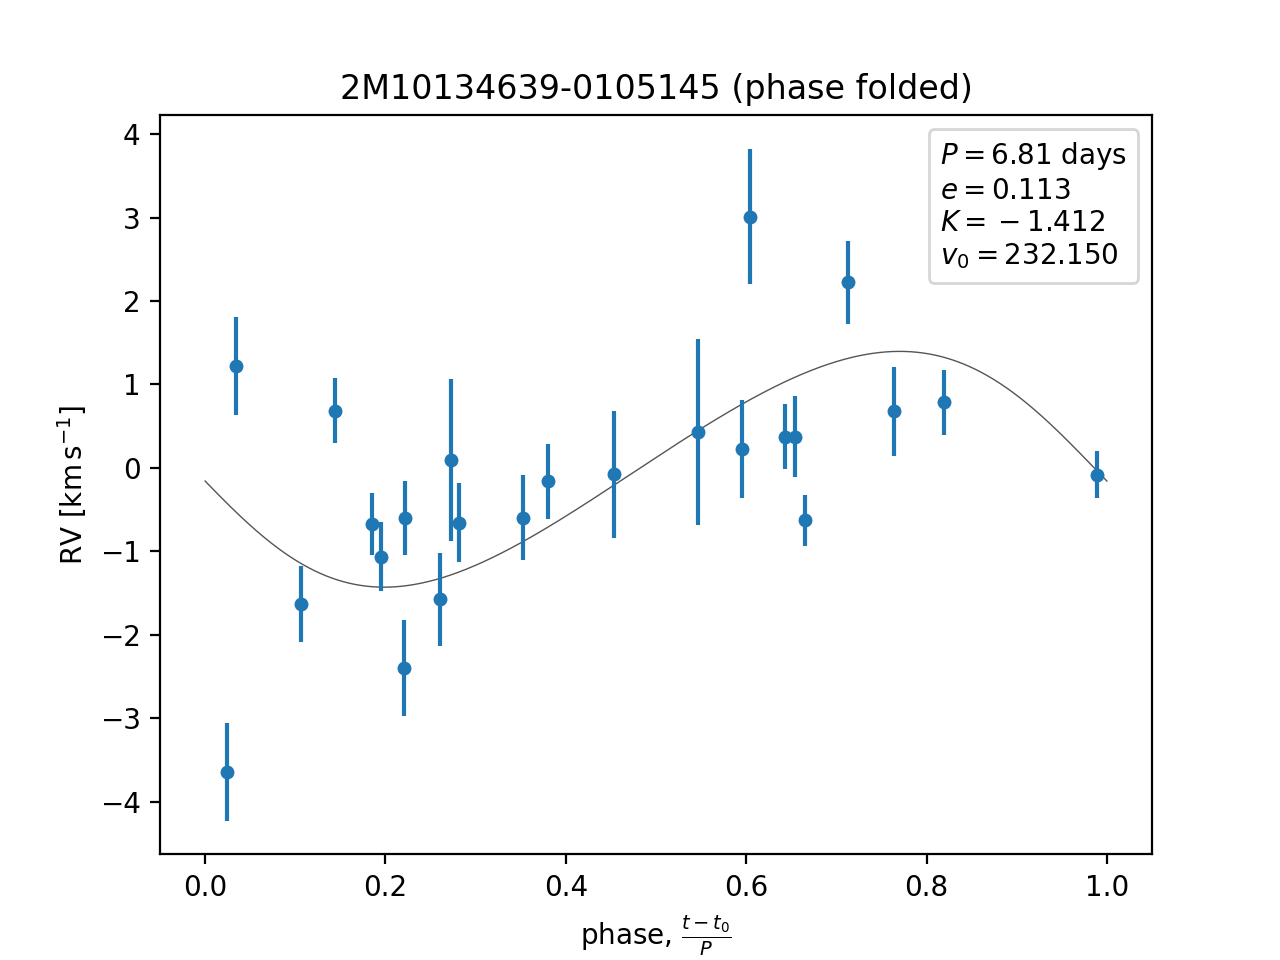 2M10134639-0105145 (phase folded)
P = 6.81 days
e = 0.113
K = −1.412
v₀ = 232.150
4
3
2
1
0
−1
−2
−3
−4
RV [km s⁻¹]
0.0 0.2 0.4 0.6 0.8 1.0
phase, (t − t₀)/P